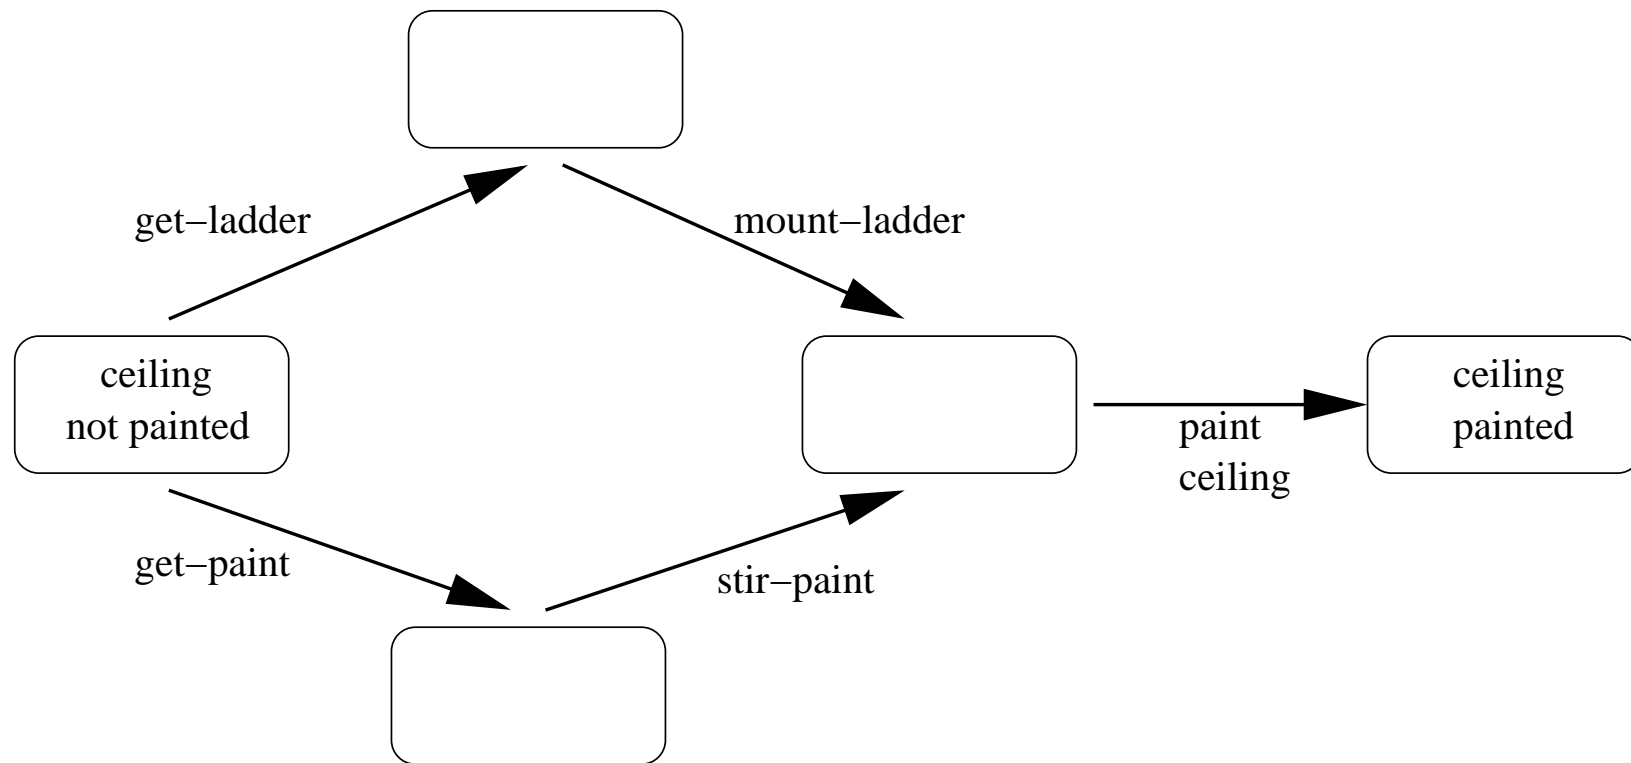 get−ladder
mount−ladder
ceiling
not painted
ceiling
painted
paint
ceiling
get−paint
stir−paint